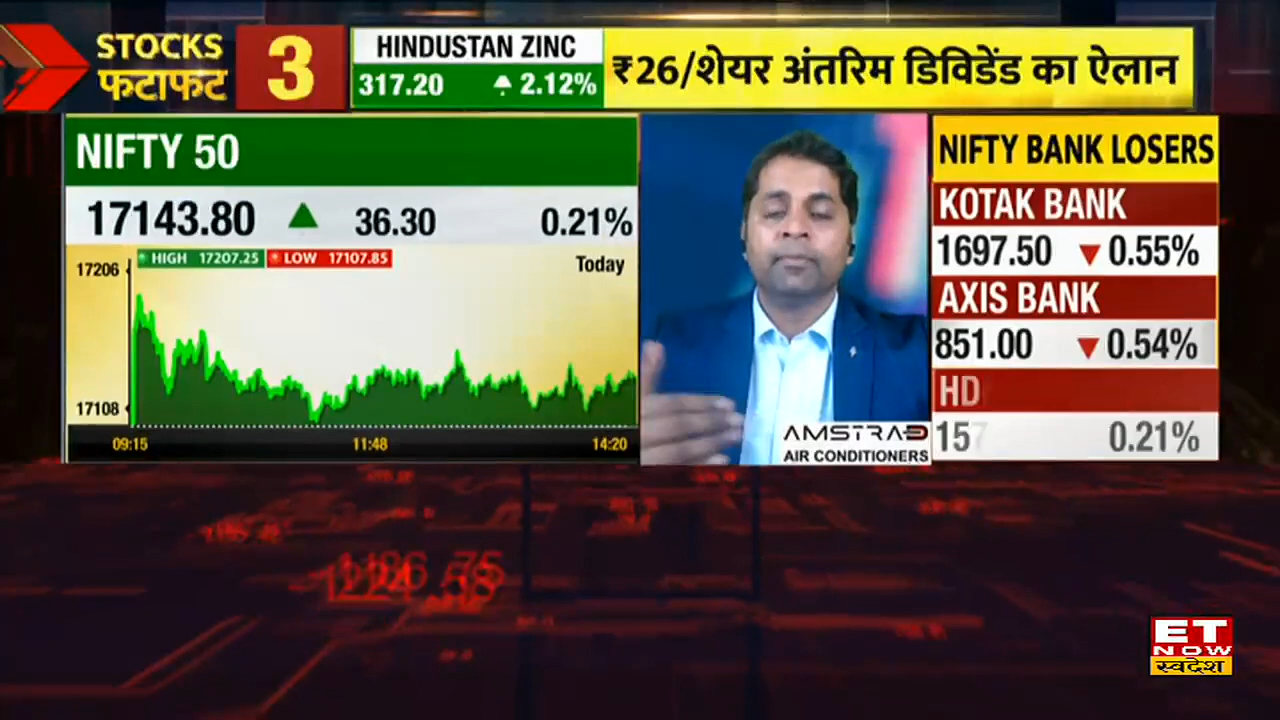 STOCKS
फटाफट
3
HINDUSTAN ZINC
317.20 2.12%
₹26/शेयर अंतरिम डिविडेंड का ऐलान
NIFTY 50
17143.80 36.30 0.21%
HIGH 17207.25 LOW 17107.85
Today
17206
17108
09:15 11:48 14:20
AMSTRAD
AIR CONDITIONERS
NIFTY BANK LOSERS
KOTAK BANK
1697.50 0.55%
AXIS BANK
851.00 0.54%
HD
157 0.21%
ET
NOW
स्वदेश